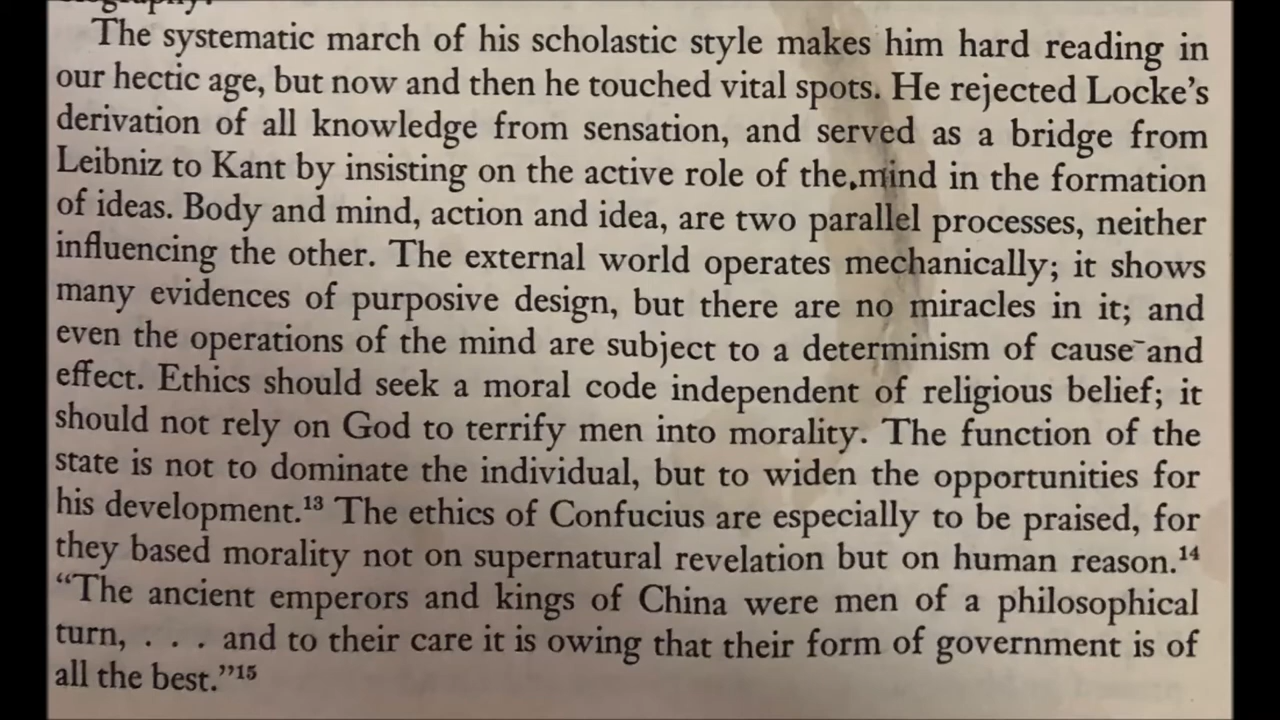 The systematic march of his scholastic style makes him hard reading in
our hectic age, but now and then he touched vital spots. He rejected Locke’s
derivation of all knowledge from sensation, and served as a bridge from
Leibniz to Kant by insisting on the active role of the mind in the formation
of ideas. Body and mind, action and idea, are two parallel processes, neither
influencing the other. The external world operates mechanically; it shows
many evidences of purposive design, but there are no miracles in it; and
even the operations of the mind are subject to a determinism of cause and
effect. Ethics should seek a moral code independent of religious belief; it
should not rely on God to terrify men into morality. The function of the
state is not to dominate the individual, but to widen the opportunities for
his development.¹³ The ethics of Confucius are especially to be praised, for
they based morality not on supernatural revelation but on human reason.¹⁴
“The ancient emperors and kings of China were men of a philosophical
turn, . . . and to their care it is owing that their form of government is of
all the best.”¹⁵